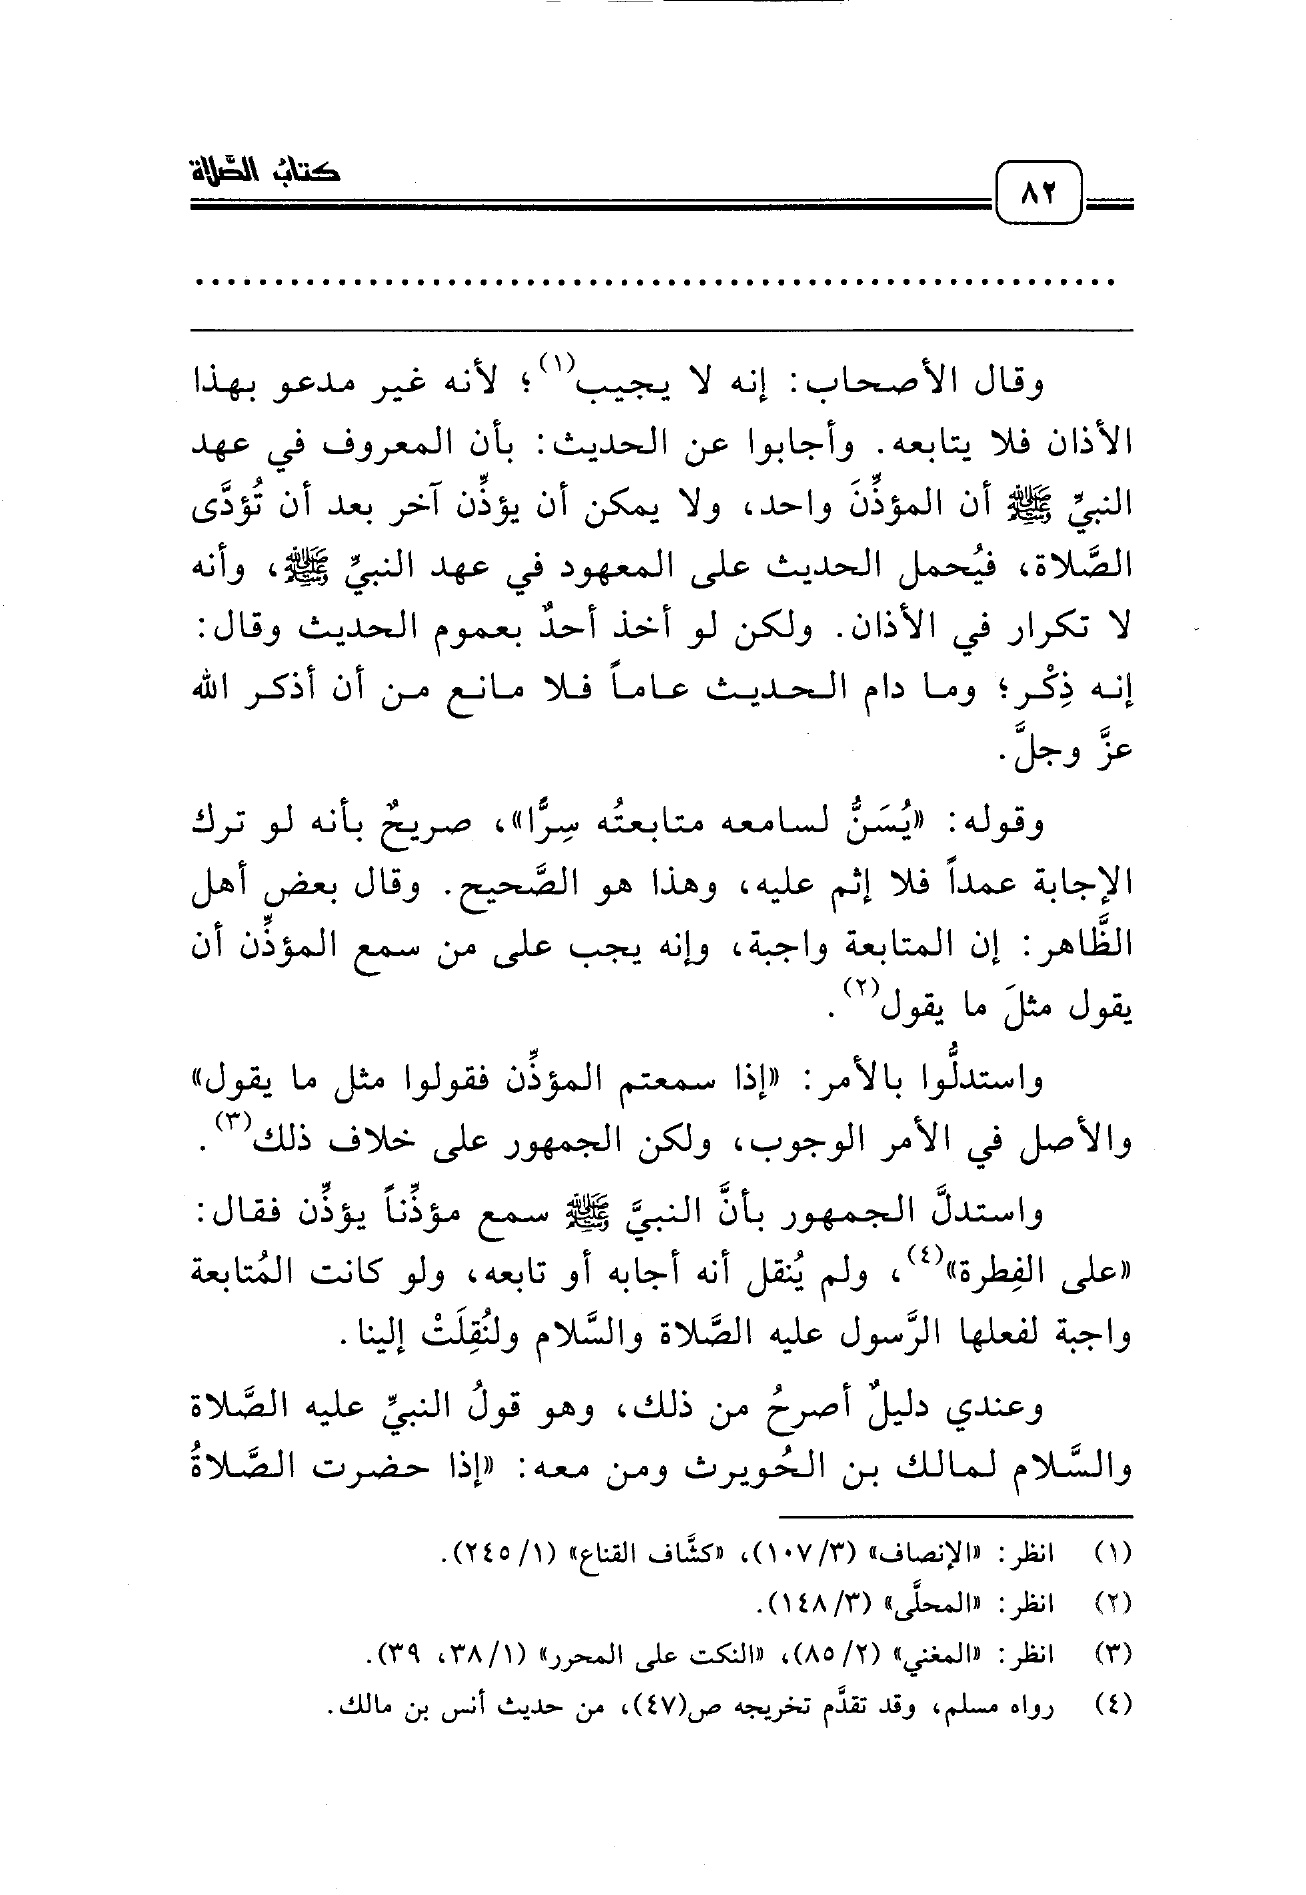 ٨٢
كتابُ الصَّلاة
وقال الأصحاب: إنه لا يجيب(١)؛ لأنه غير مدعو بهذا
الأذان فلا يتابعه. وأجابوا عن الحديث: بأن المعروف في عهد
النبيِّ ﷺ أن المؤذِّنَ واحد، ولا يمكن أن يؤذِّن آخر بعد أن تُؤدَّى
الصَّلاة، فيُحمل الحديث على المعهود في عهد النبيِّ ﷺ، وأنه
لا تكرار في الأذان. ولكن لو أخذ أحدٌ بعموم الحديث وقال:
إنه ذِكْر؛ وما دام الحديث عاماً فلا مانع من أن أذكر الله
عزَّ وجلَّ.
وقوله: «يُسَنُّ لسامعه متابعتُه سِرًّا»، صريحٌ بأنه لو ترك
الإجابة عمداً فلا إثم عليه، وهذا هو الصَّحيح. وقال بعض أهل
الظَّاهر: إن المتابعة واجبة، وإنه يجب على من سمع المؤذِّن أن
يقول مثلَ ما يقول(٢).
واستدلُّوا بالأمر: «إذا سمعتم المؤذِّن فقولوا مثل ما يقول»
والأصل في الأمر الوجوب، ولكن الجمهور على خلاف ذلك(٣).
واستدلَّ الجمهور بأنَّ النبيَّ ﷺ سمع مؤذِّناً يؤذِّن فقال:
«على الفِطرة»(٤)، ولم يُنقل أنه أجابه أو تابعه، ولو كانت المُتابعة
واجبة لفعلها الرَّسول عليه الصَّلاة والسَّلام ولنُقِلَتْ إلينا.
وعندي دليلٌ أصرحُ من ذلك، وهو قولُ النبيِّ عليه الصَّلاة
والسَّلام لمالك بن الحُويرث ومن معه: «إذا حضرت الصَّلاةُ
(١) انظر: «الإنصاف» (٣/١٠٧)، «كشَّاف القناع» (١/٢٤٥).
(٢) انظر: «المحلَّى» (٣/١٤٨).
(٣) انظر: «المغني» (٢/٨٥)، «النكت على المحرر» (١/٣٨، ٣٩).
(٤) رواه مسلم، وقد تقدَّم تخريجه ص(٤٧)، من حديث أنس بن مالك.